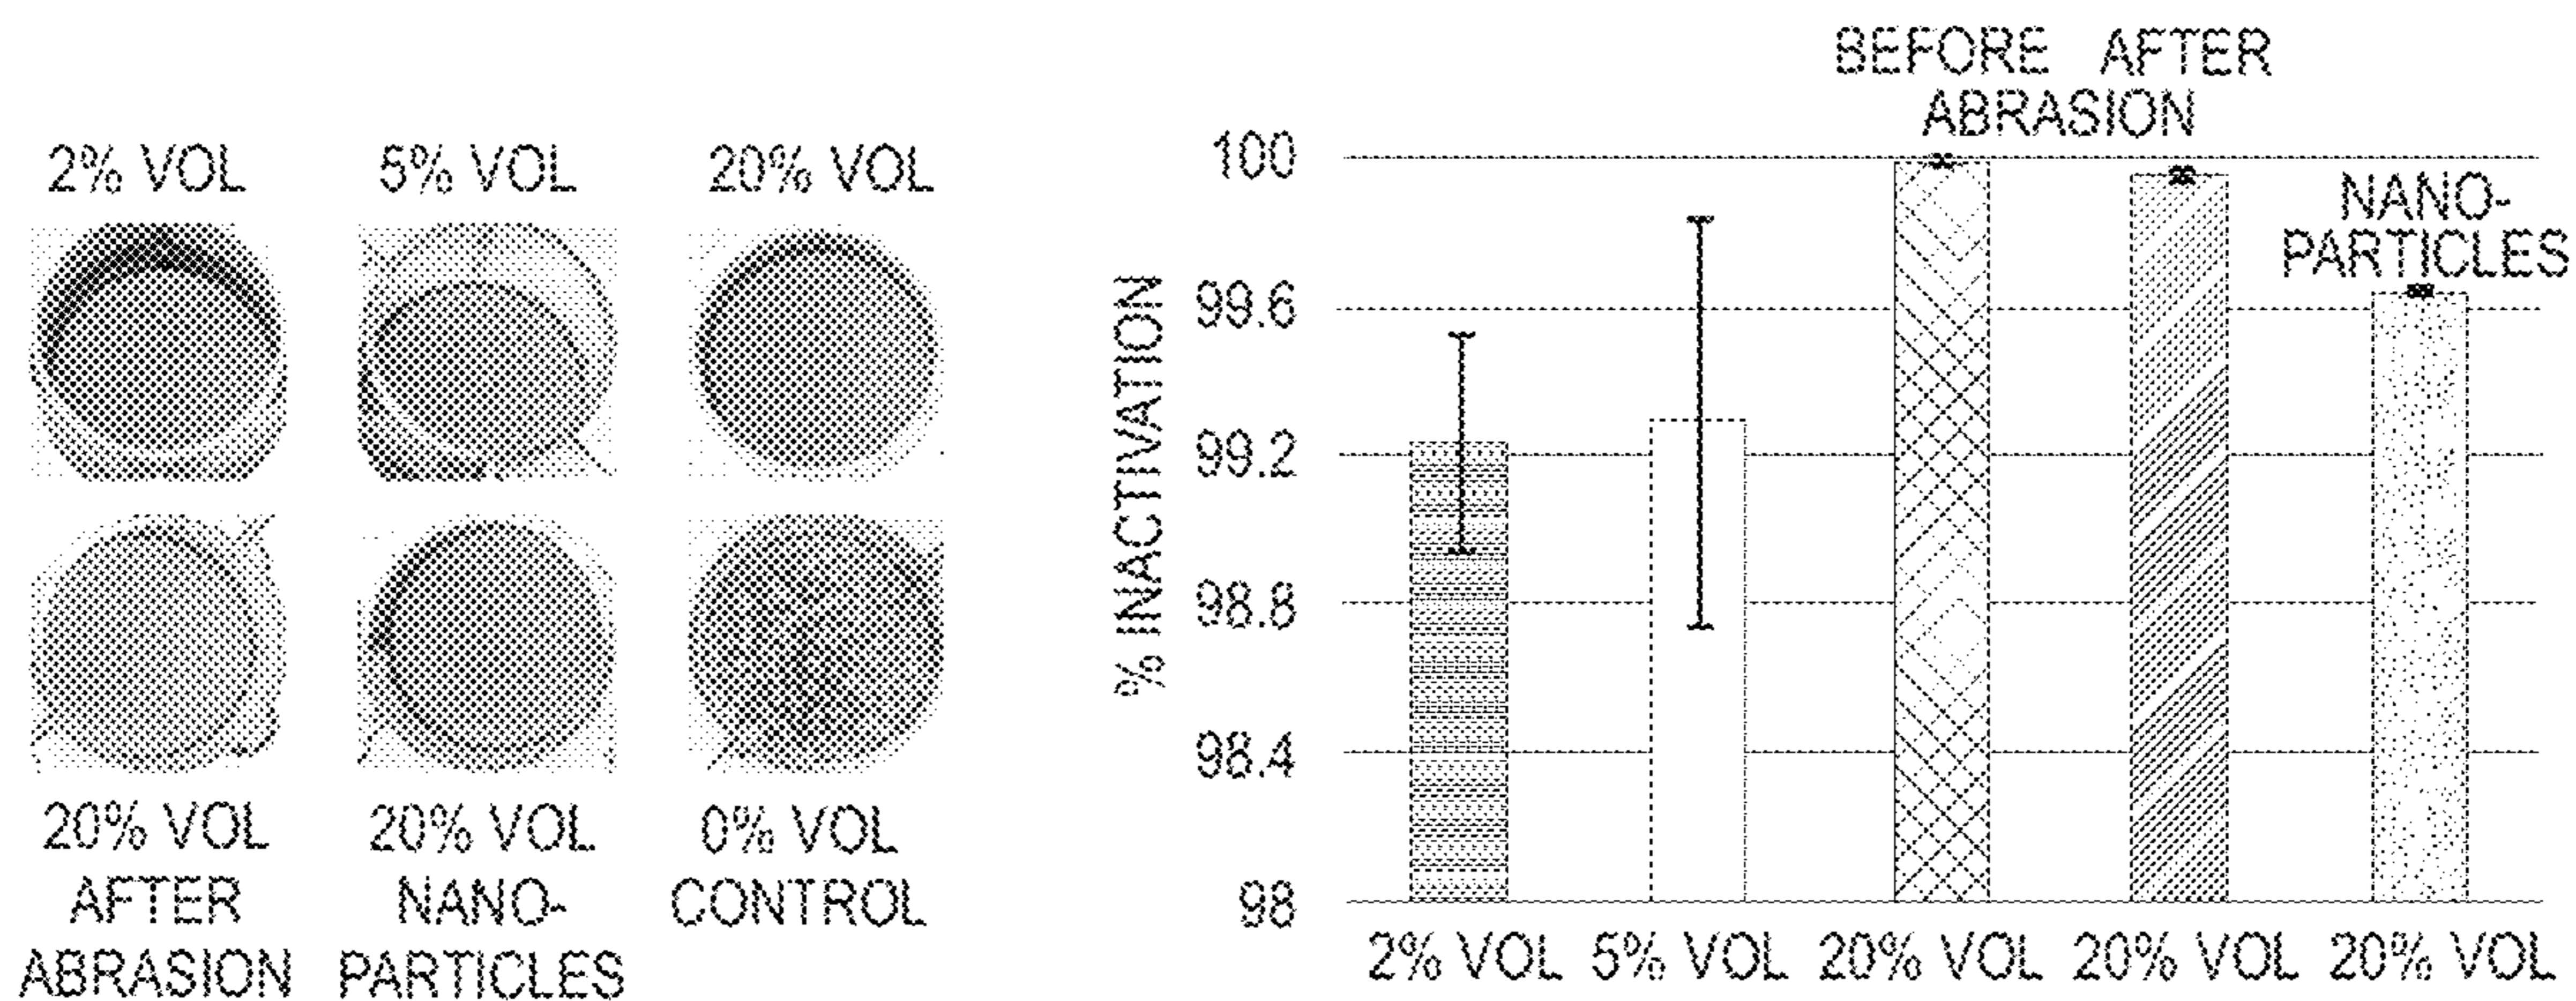 2% VOL
5% VOL
20% VOL
20% VOL
AFTER
ABRASION
20% VOL
NANO-
PARTICLES
0% VOL
CONTROL
BEFORE AFTER
ABRASION
NANO-
PARTICLES
% INACTIVATION
100
99.6
99.2
98.8
98.4
98
2% VOL
5% VOL
20% VOL
20% VOL
20% VOL